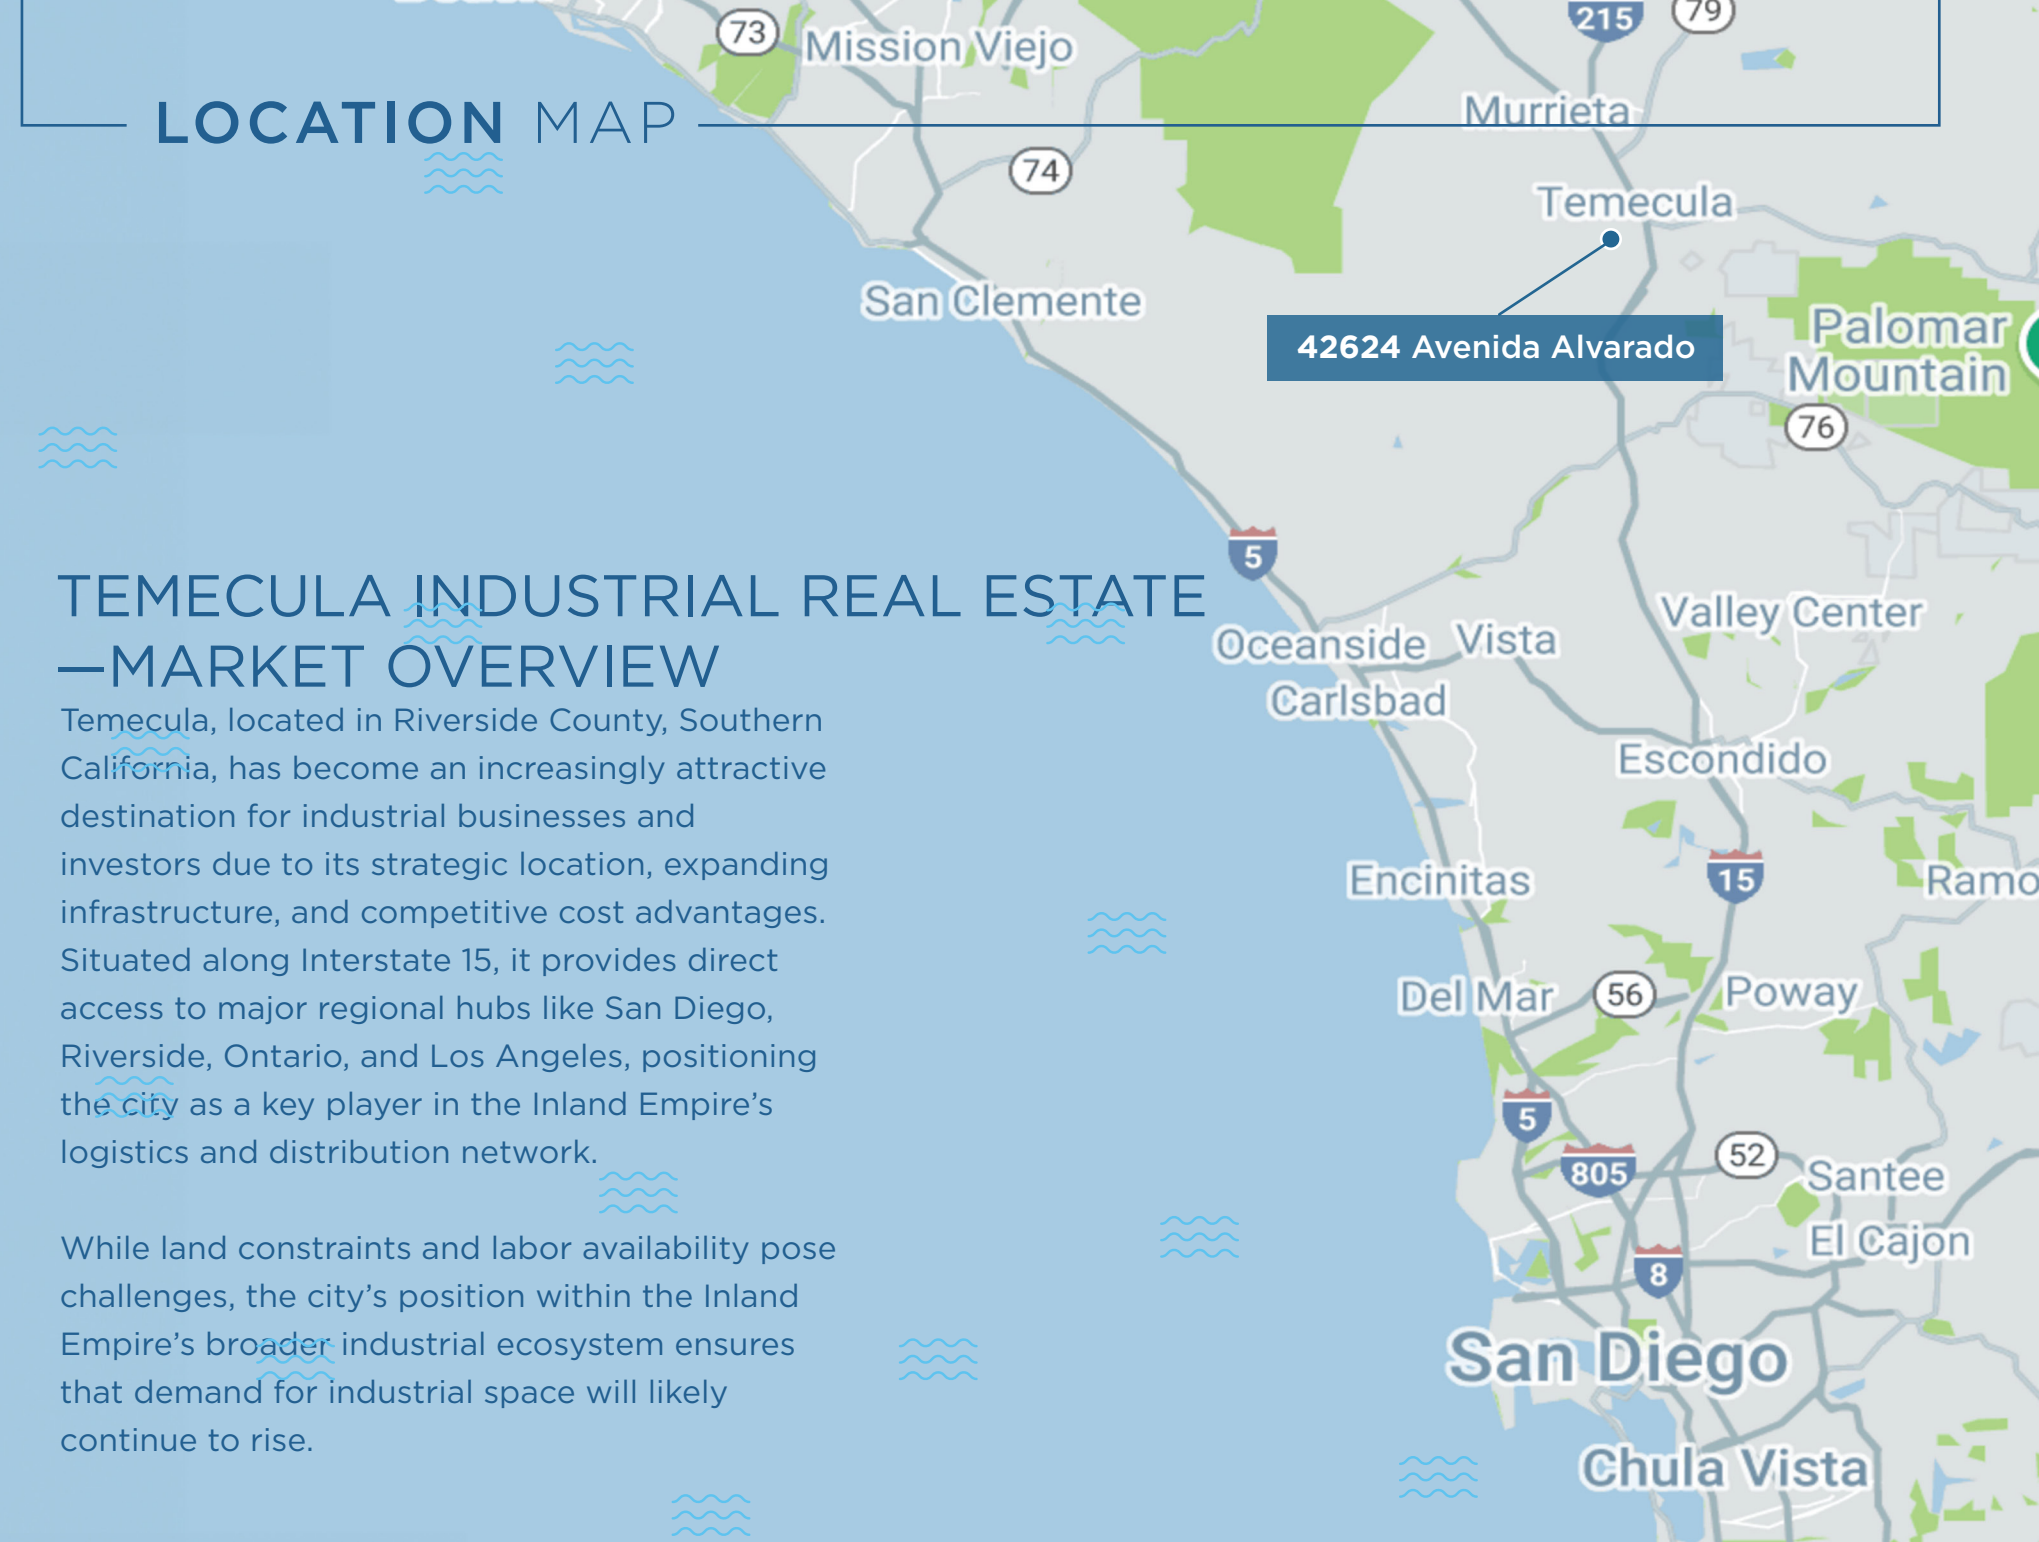 73
Mission Viejo
215
79
LOCATION MAP
Murrieta
74
Temecula
San Clemente
42624 Avenida Alvarado
Palomar
Mountain
76
5
TEMECULA INDUSTRIAL REAL ESTATE
—MARKET OVERVIEW
Temecula, located in Riverside County, Southern
California, has become an increasingly attractive
destination for industrial businesses and
investors due to its strategic location, expanding
infrastructure, and competitive cost advantages.
Situated along Interstate 15, it provides direct
access to major regional hubs like San Diego,
Riverside, Ontario, and Los Angeles, positioning
the city as a key player in the Inland Empire’s
logistics and distribution network.
While land constraints and labor availability pose
challenges, the city’s position within the Inland
Empire’s broader industrial ecosystem ensures
that demand for industrial space will likely
continue to rise.
Valley Center
Oceanside
Vista
Carlsbad
Escondido
Encinitas
15
Ramo
Del Mar
56
Poway
5
805
52
Santee
El Cajon
8
San Diego
Chula Vista